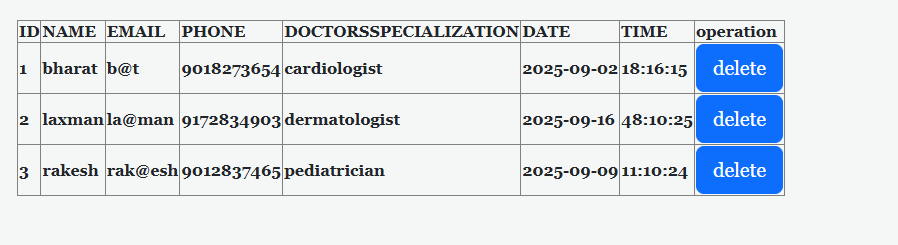 ID NAME EMAIL PHONE DOCTORSSPECIALIZATION DATE TIME operation
1 bharat b@t 9018273654 cardiologist 2025-09-02 18:16:15 delete
2 laxman la@man 9172834903 dermatologist 2025-09-16 48:10:25 delete
3 rakesh rak@esh 9012837465 pediatrician 2025-09-09 11:10:24 delete